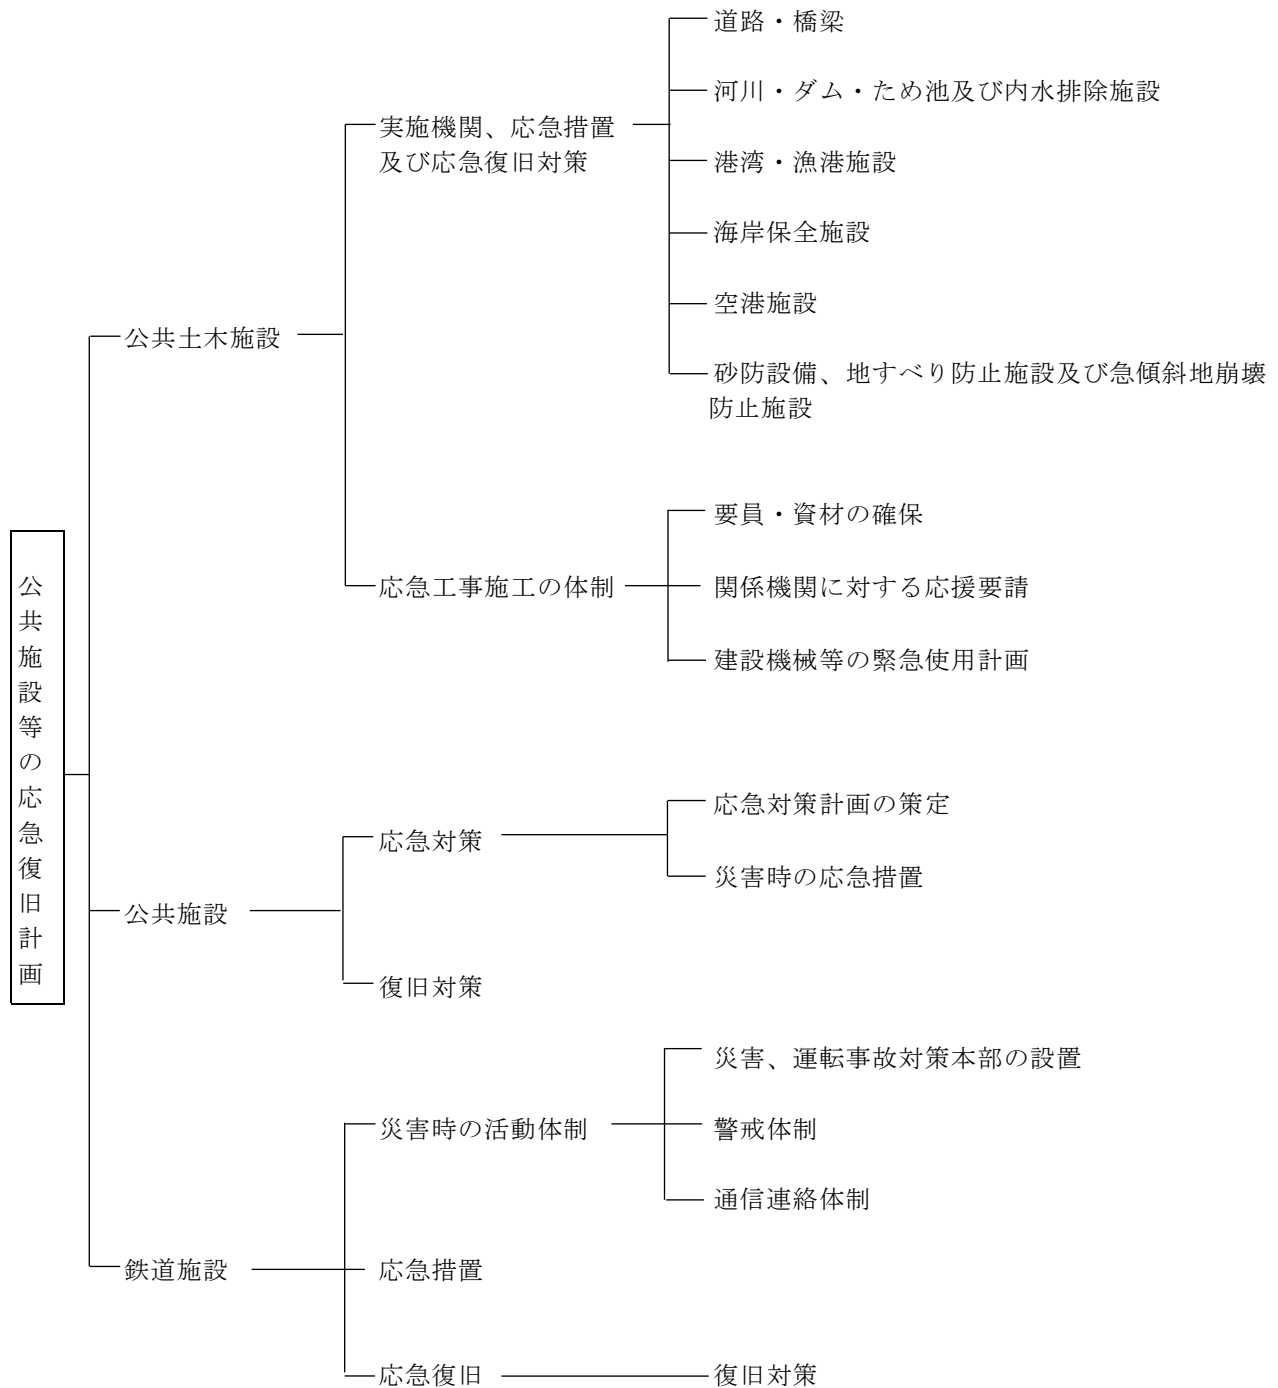 公共施設等の応急復旧計画
公共土木施設
実施機関、応急措置
及び応急復旧対策
道路・橋梁
河川・ダム・ため池及び内水排除施設
港湾・漁港施設
海岸保全施設
空港施設
砂防設備、地すべり防止施設及び急傾斜地崩壊
防止施設
応急工事施工の体制
要員・資材の確保
関係機関に対する応援要請
建設機械等の緊急使用計画
公共施設
応急対策
応急対策計画の策定
災害時の応急措置
復旧対策
鉄道施設
災害時の活動体制
災害、運転事故対策本部の設置
警戒体制
通信連絡体制
応急措置
応急復旧
復旧対策